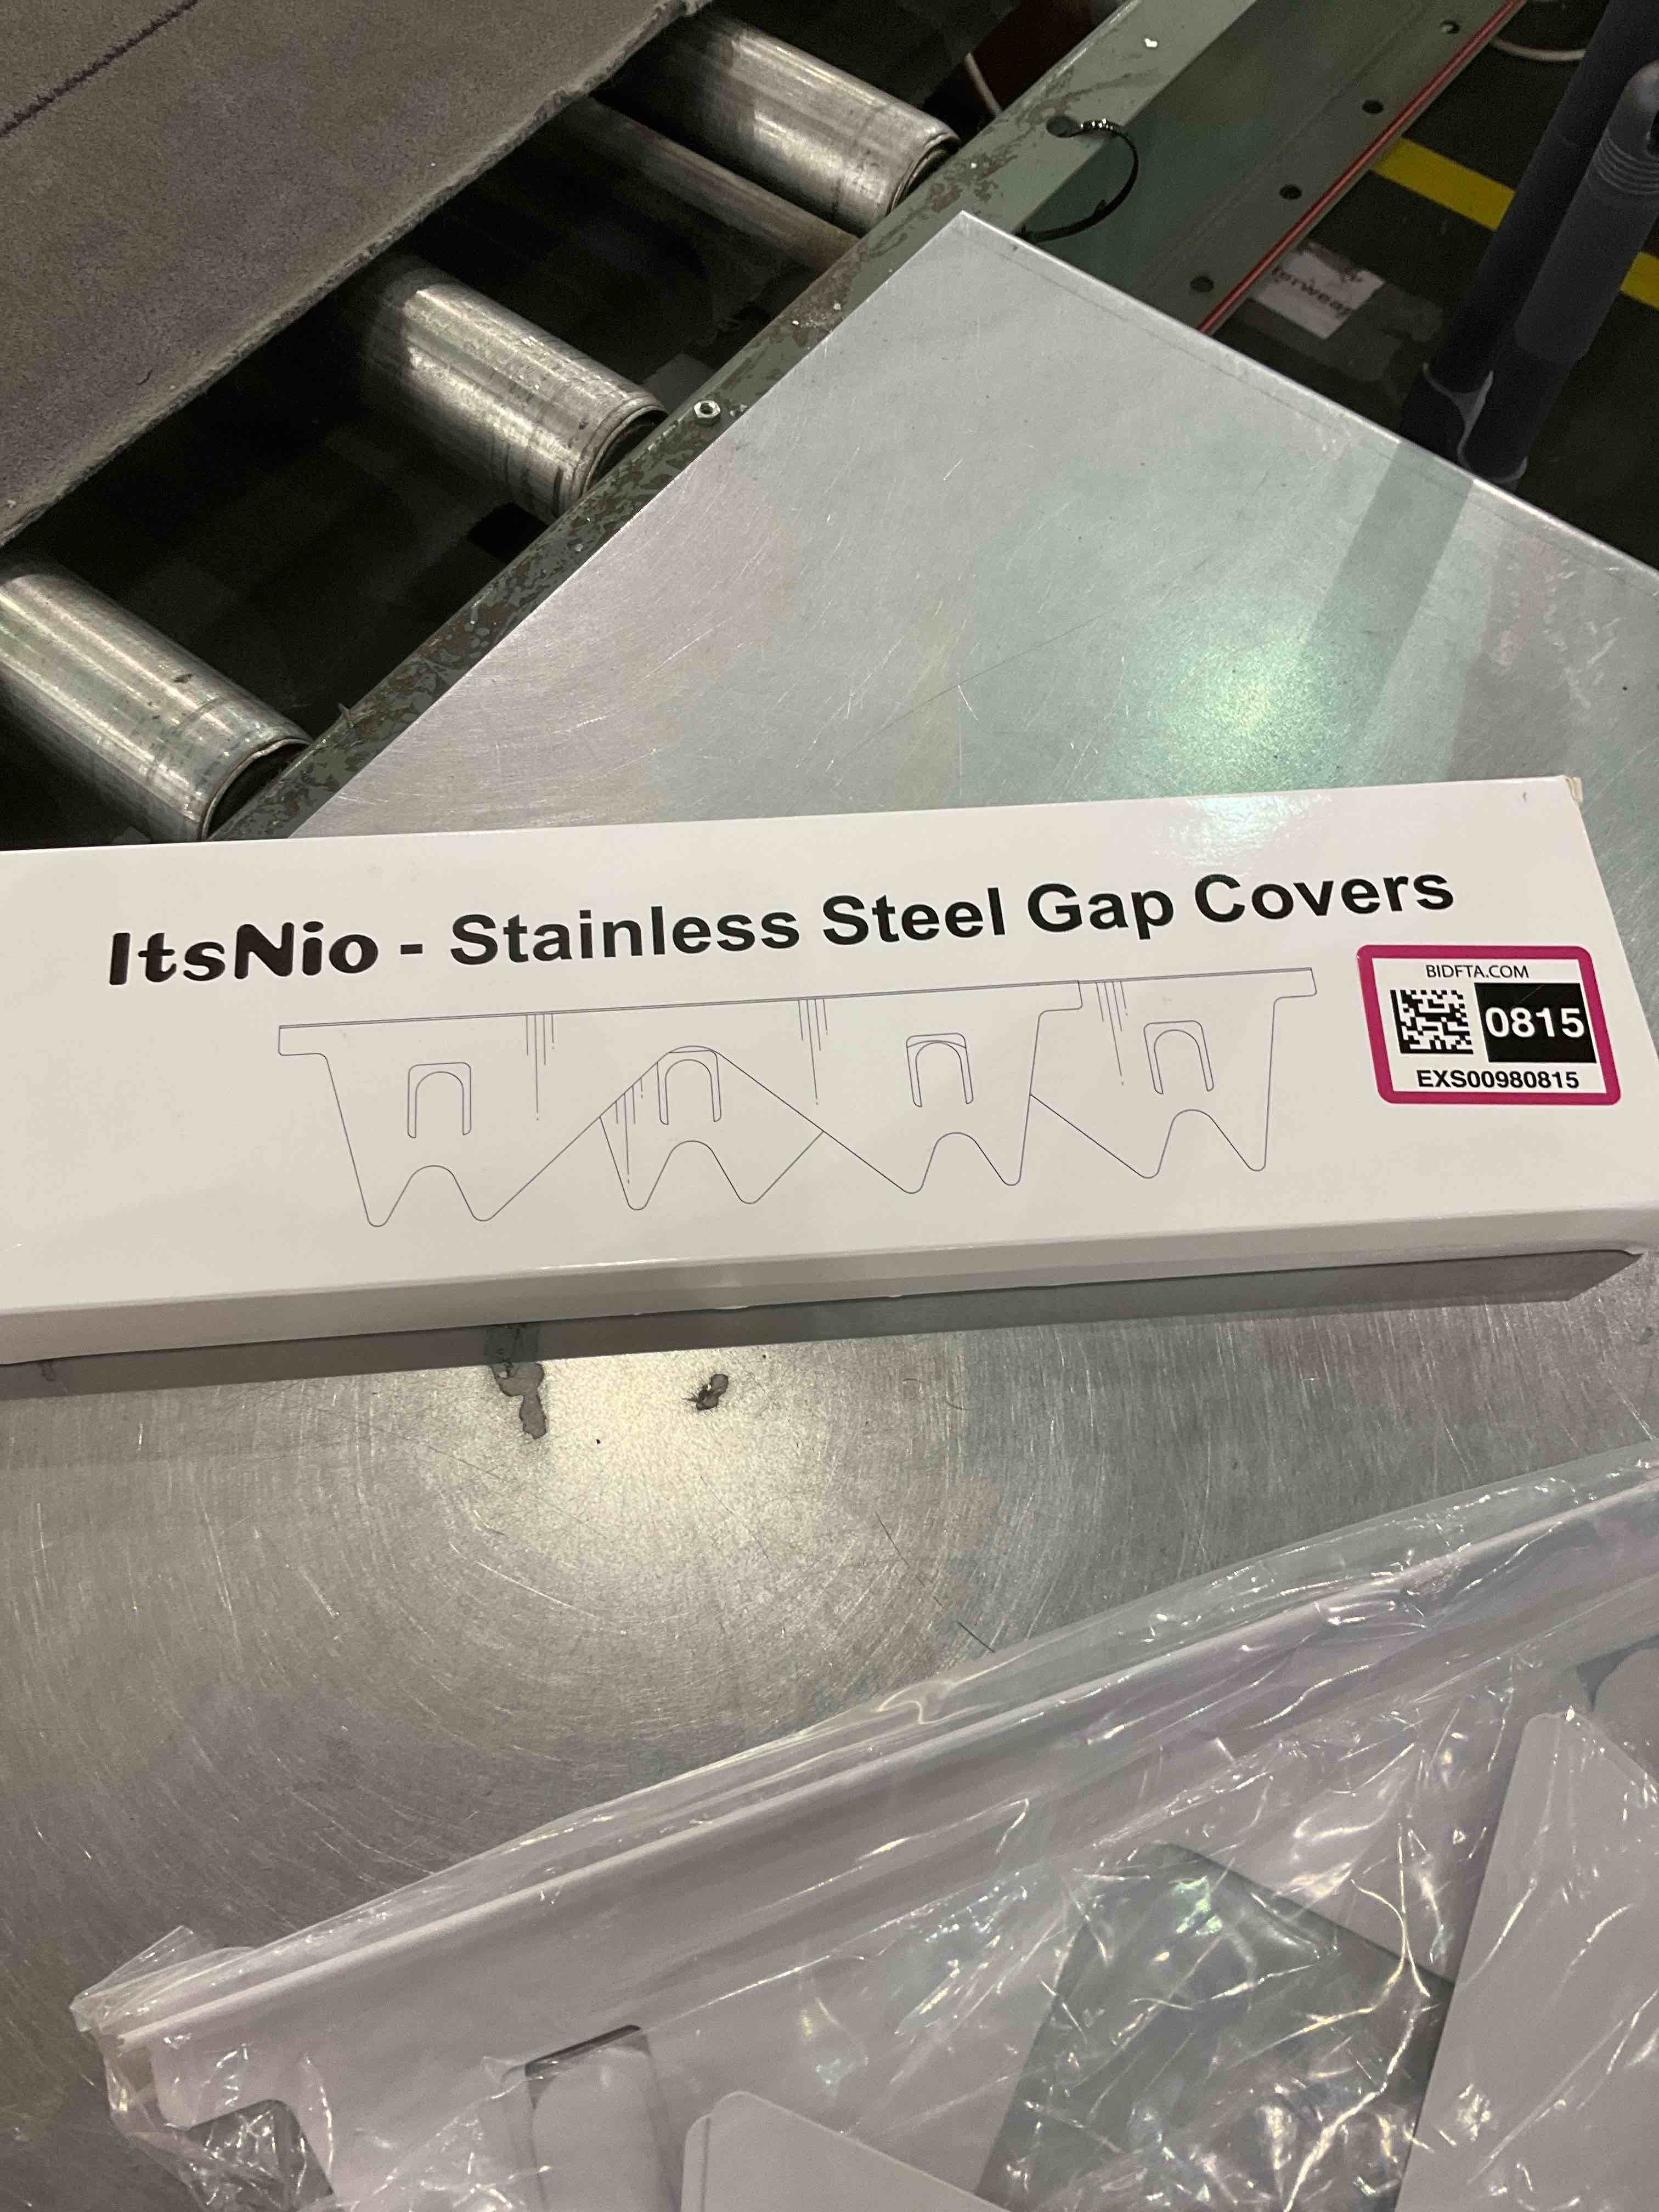 ItsNio - Stainless Steel Gap Covers
BIDFTA.COM
0815
EXS00980815